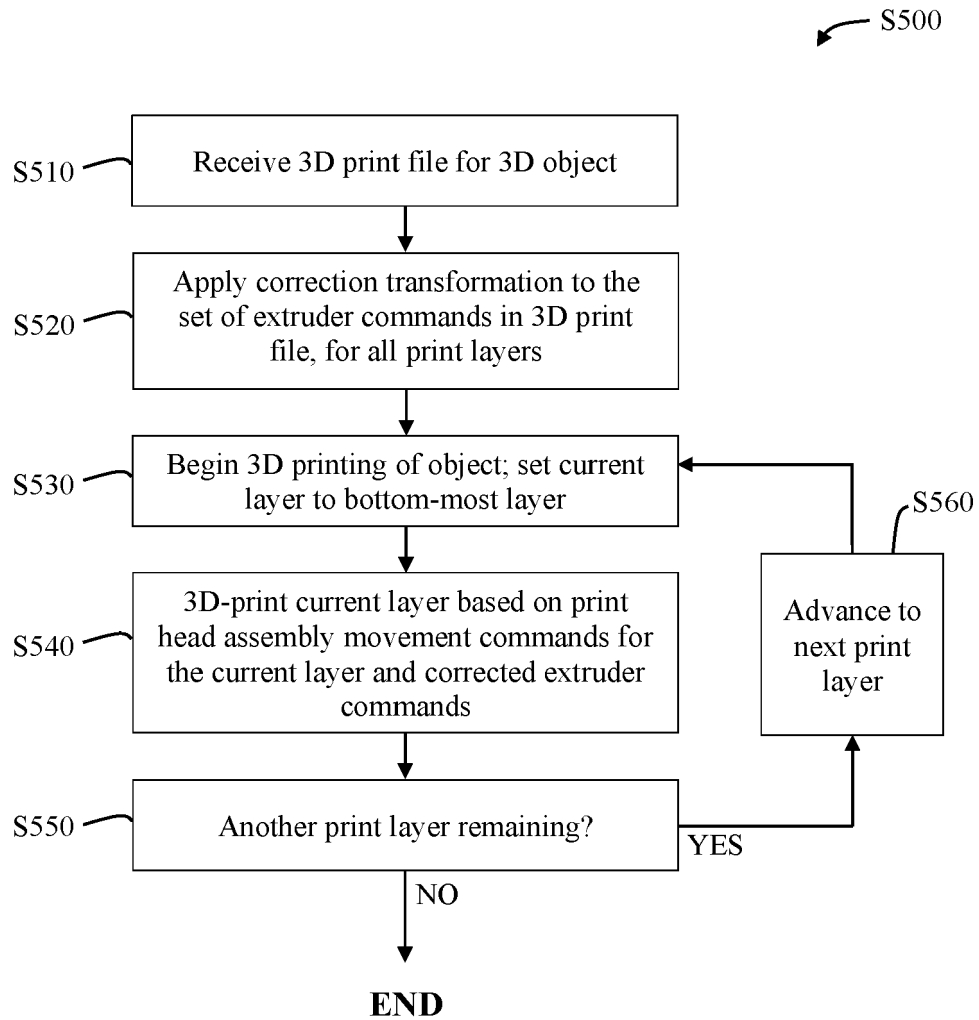 S500
S510
Receive 3D print file for 3D object
S520
Apply correction transformation to the
set of extruder commands in 3D print
file, for all print layers
S530
Begin 3D printing of object; set current
layer to bottom-most layer
S560
Advance to
next print
layer
S540
3D-print current layer based on print
head assembly movement commands for
the current layer and corrected extruder
commands
S550
Another print layer remaining?
YES
NO
END